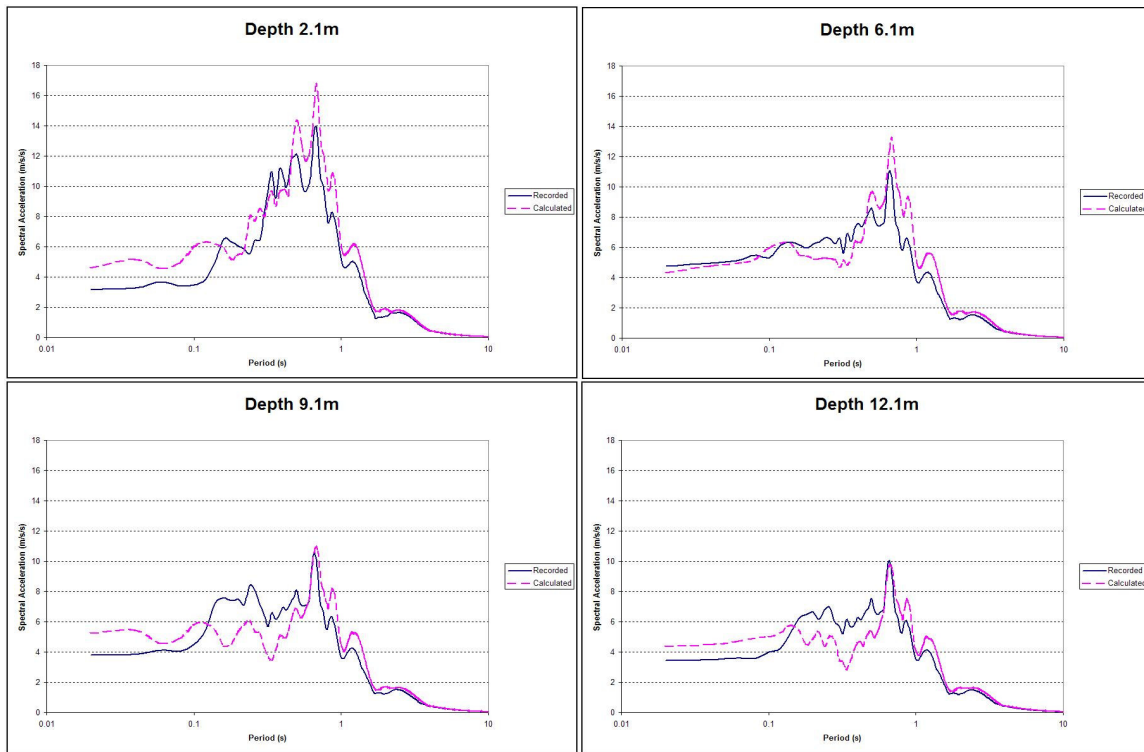 Depth 2.1m
18
16
14
12
10
8
6
4
2
0
Spectral Acceleration (m/s/s)
0.01
0.1
1
10
Period (s)
Recorded
Calculated
Depth 6.1m
18
16
14
12
10
8
6
4
2
0
Spectral Acceleration (m/s/s)
0.01
0.1
1
10
Period (s)
Recorded
Calculated
Depth 9.1m
18
16
14
12
10
8
6
4
2
0
Spectral Acceleration (m/s/s)
0.01
0.1
1
10
Period (s)
Recorded
Calculated
Depth 12.1m
18
16
14
12
10
8
6
4
2
0
Spectral Acceleration (m/s/s)
0.01
0.1
1
10
Period (s)
Recorded
Calculated